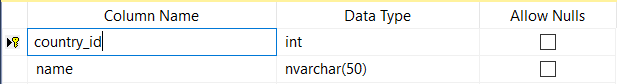 Column Name Data Type Allow Nulls
country_id int
name nvarchar(50)